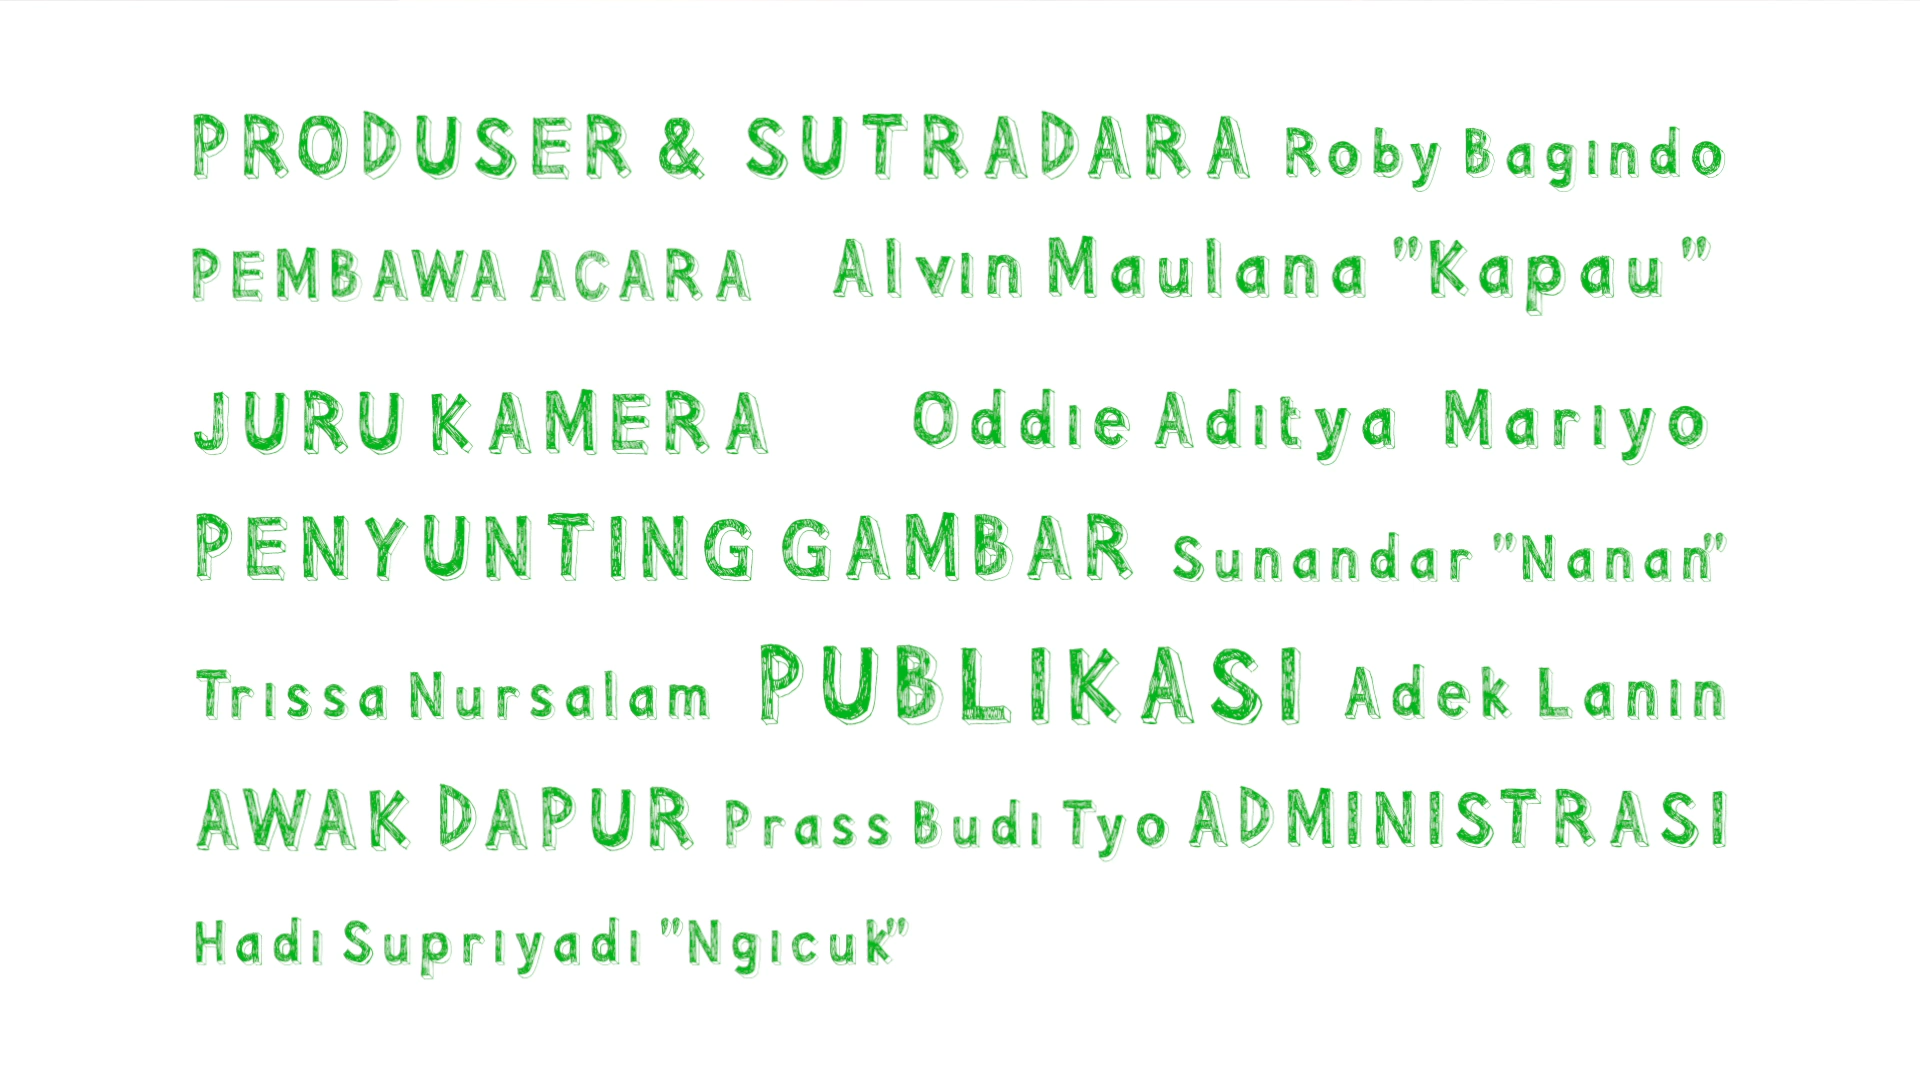 PRODUSER & SUTRADARA Roby Bagindo
PEMBAWA ACARA Alvin Maulana "Kapau"
JURU KAMERA Oddie Aditya Mariyo
PENYUNTING GAMBAR Sunandar "Nanan"
Trissa Nursalam PUBLIKASI Adek Lanin
AWAK DAPUR Prass Budi Tyo ADMINISTRASI
Hadi Supriyadi "Ngicuk"